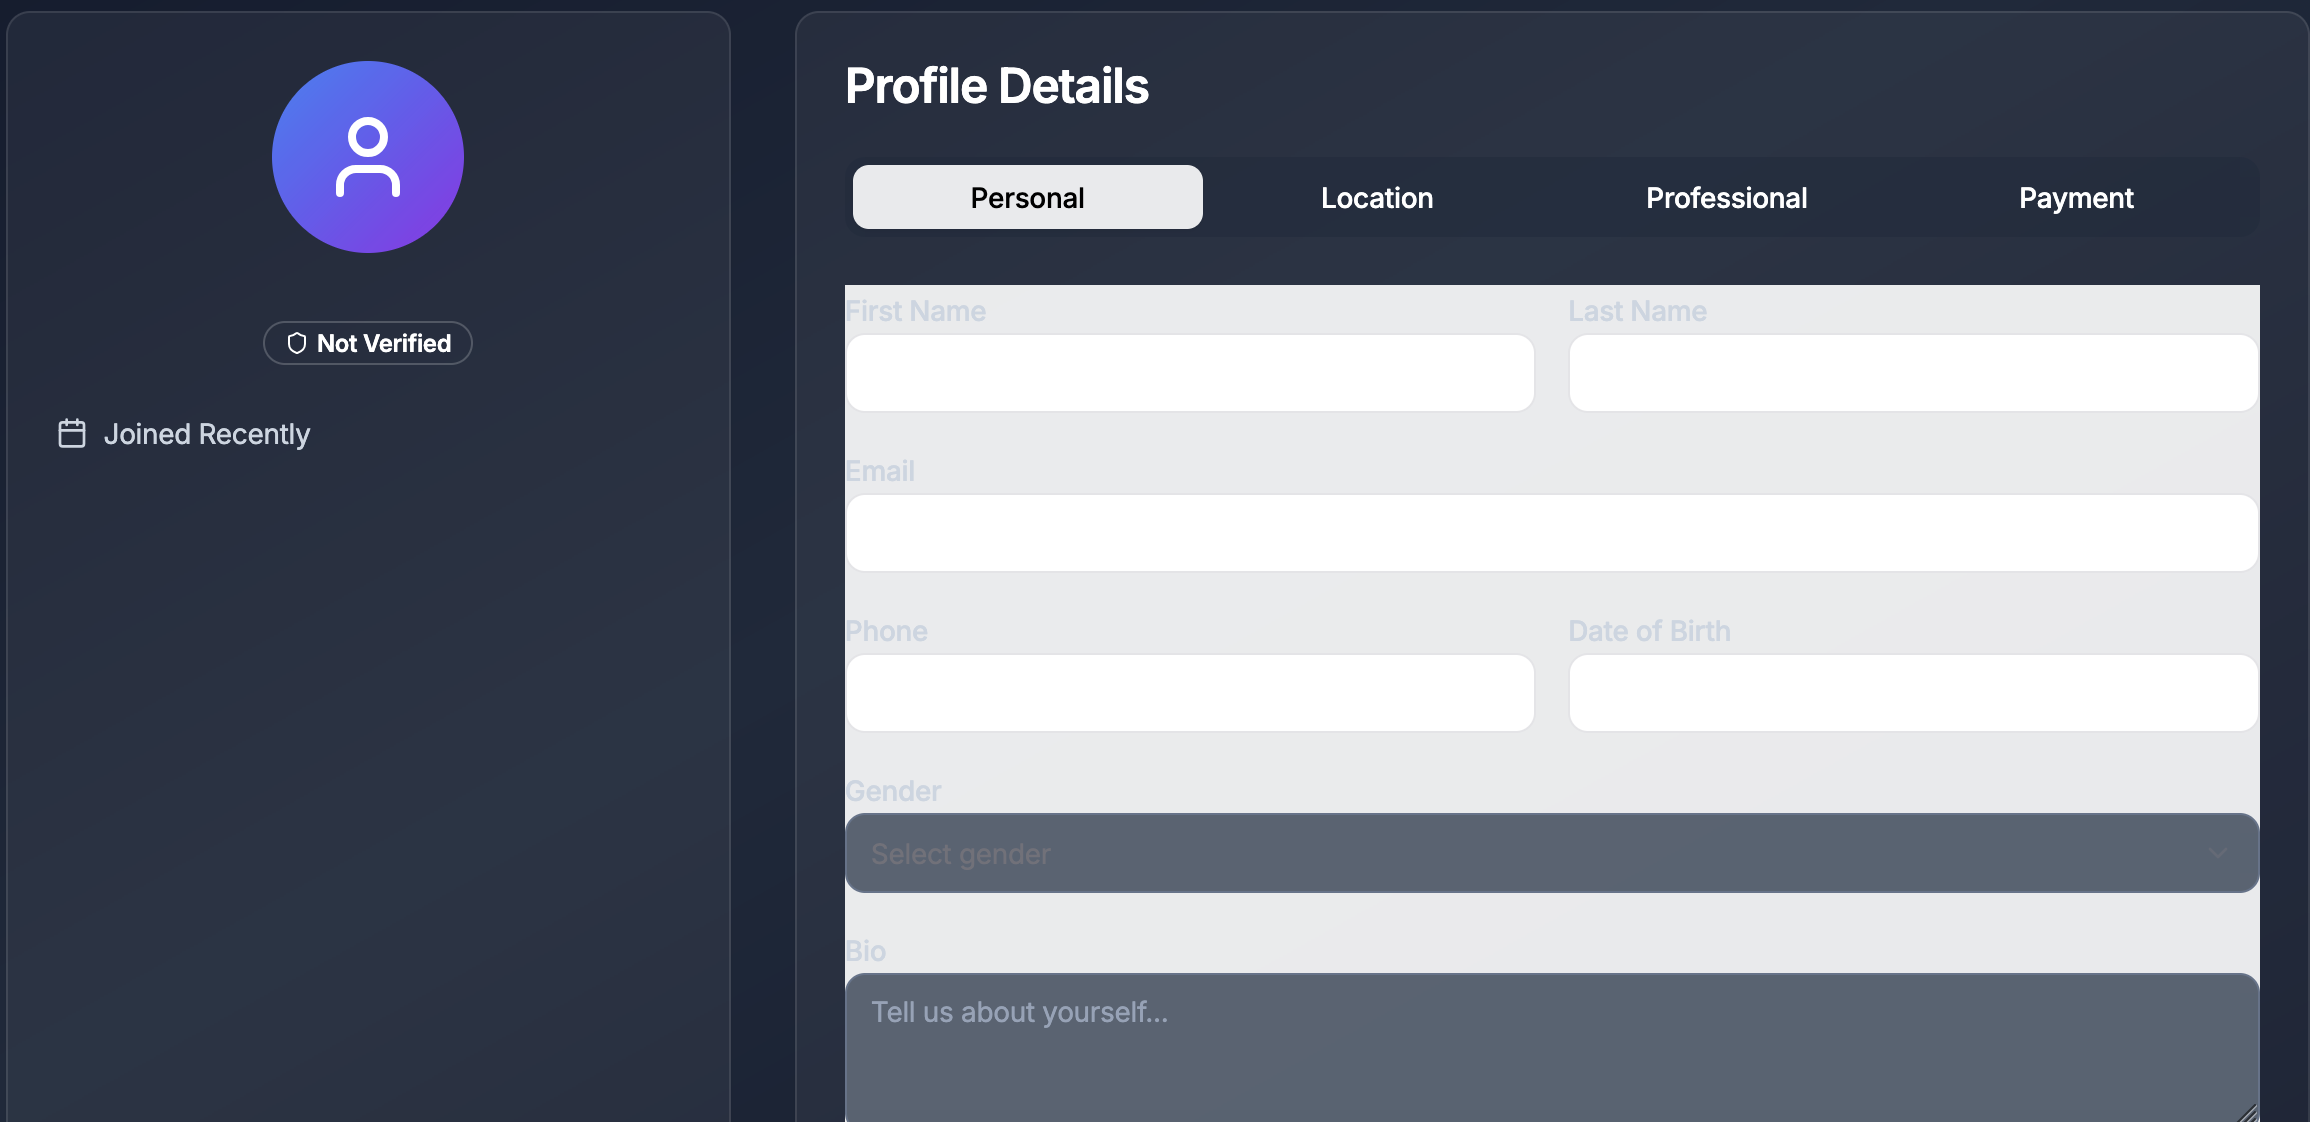 Not Verified
Joined Recently
Profile Details
Personal
Location
Professional
Payment
First Name
Last Name
Email
Phone
Date of Birth
Gender
Select gender
Bio
Tell us about yourself...